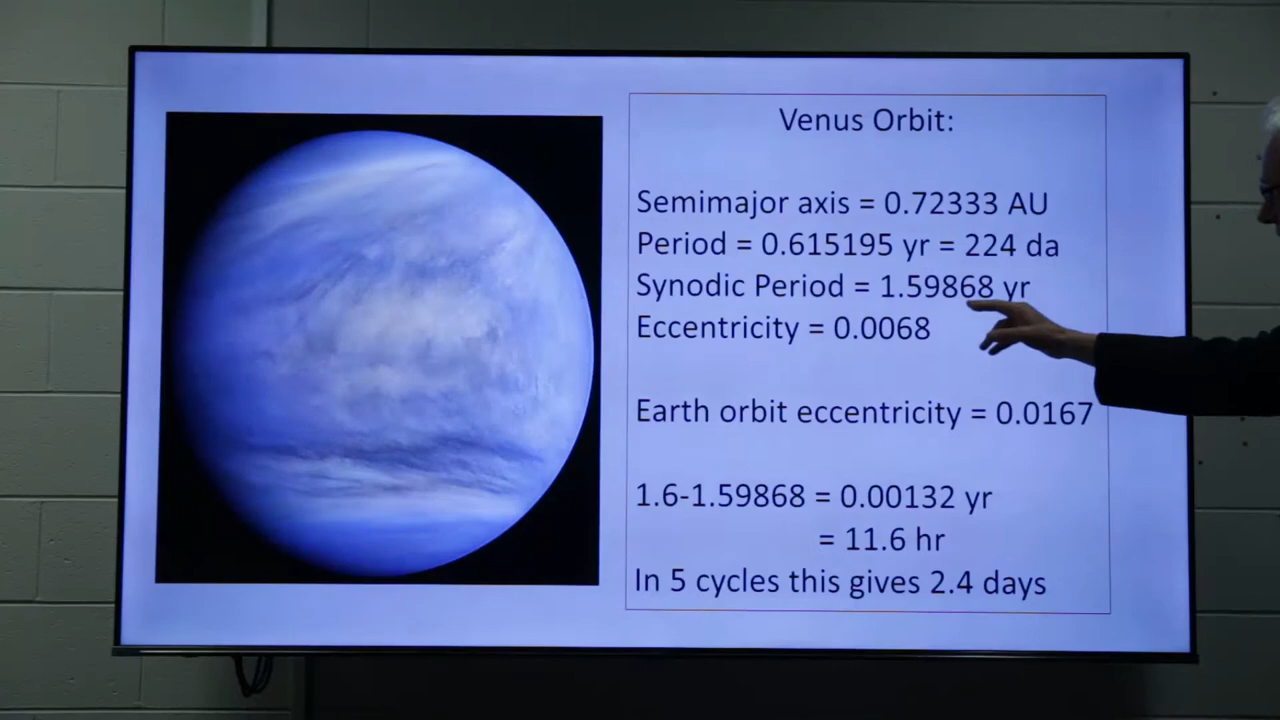 Venus Orbit:
Semimajor axis = 0.72333 AU
Period = 0.615195 yr = 224 da
Synodic Period = 1.59868 yr
Eccentricity = 0.0068
Earth orbit eccentricity = 0.0167
1.6-1.59868 = 0.00132 yr
= 11.6 hr
In 5 cycles this gives 2.4 days